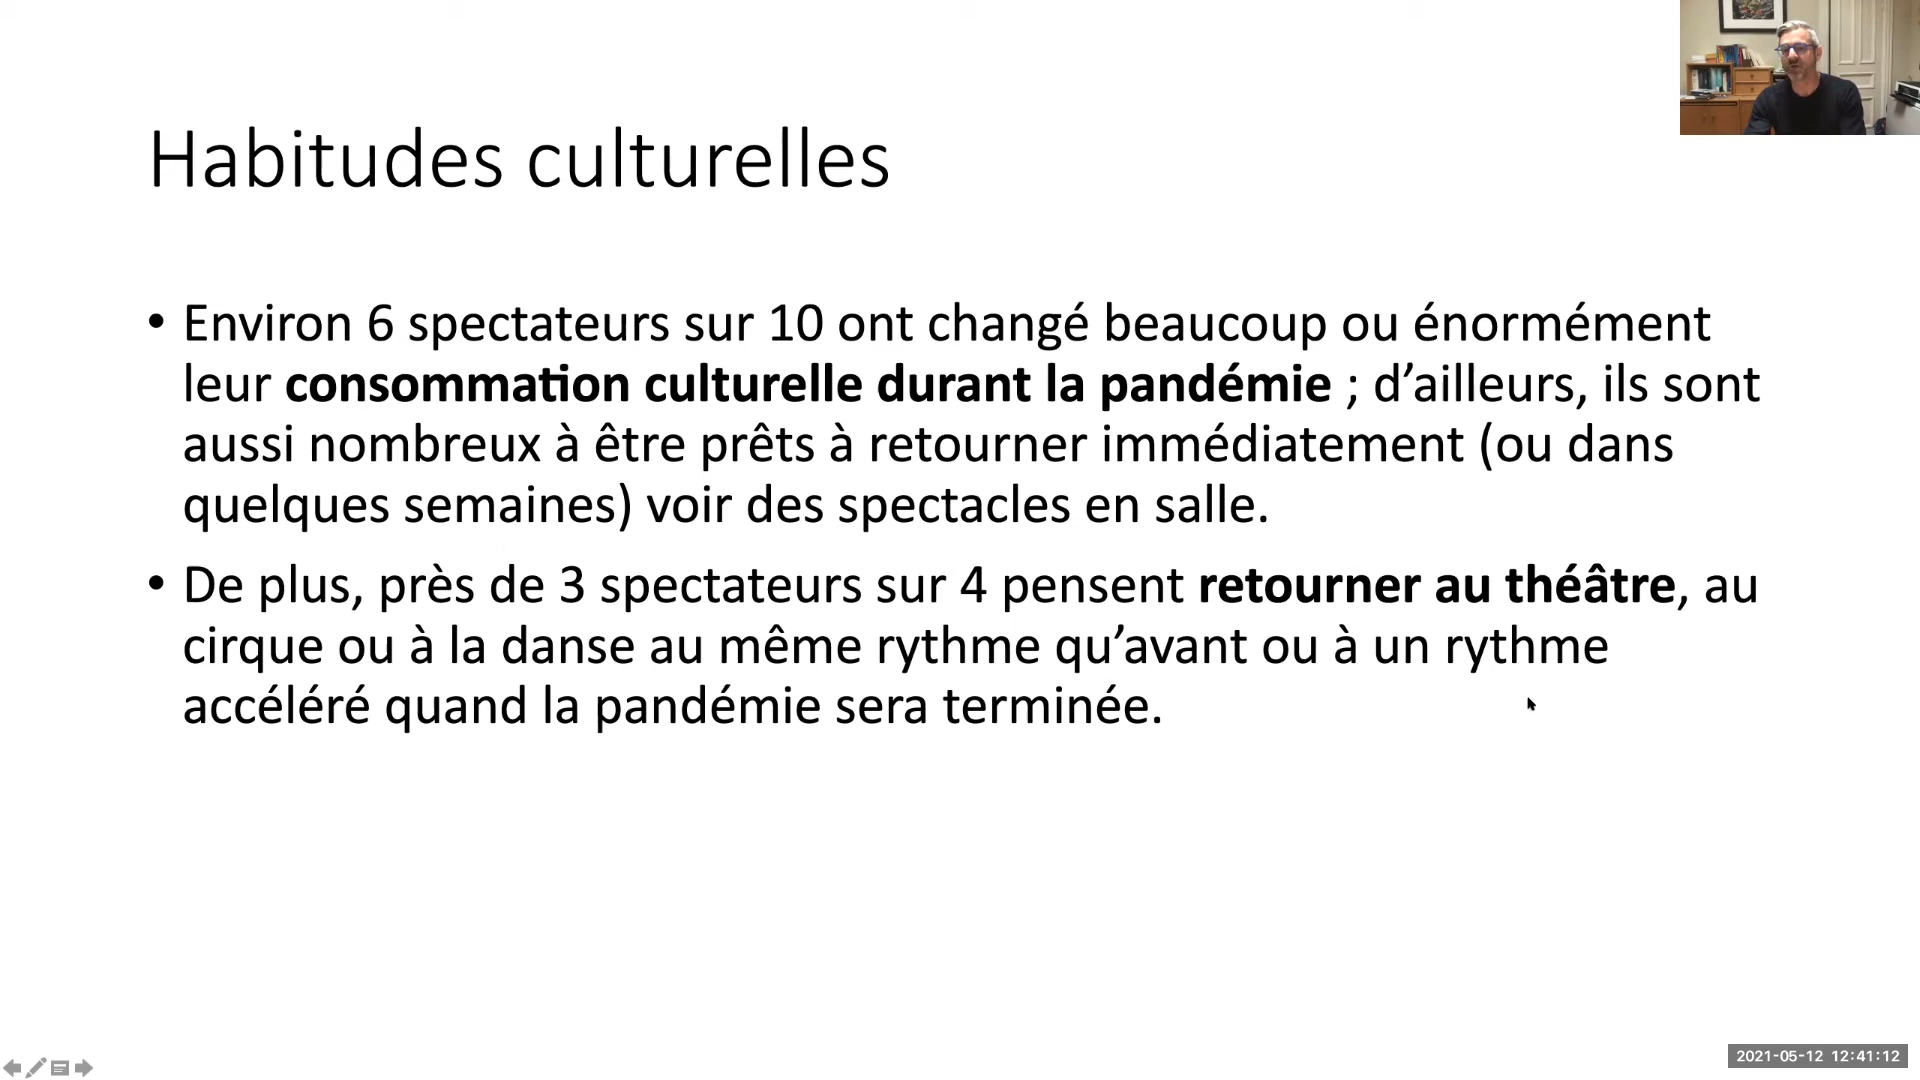 Habitudes culturelles
• Environ 6 spectateurs sur 10 ont changé beaucoup ou énormément
leur consommation culturelle durant la pandémie ; d’ailleurs, ils sont
aussi nombreux à être prêts à retourner immédiatement (ou dans
quelques semaines) voir des spectacles en salle.
• De plus, près de 3 spectateurs sur 4 pensent retourner au théâtre, au
cirque ou à la danse au même rythme qu’avant ou à un rythme
accéléré quand la pandémie sera terminée.
2021-05-12 12:41:12